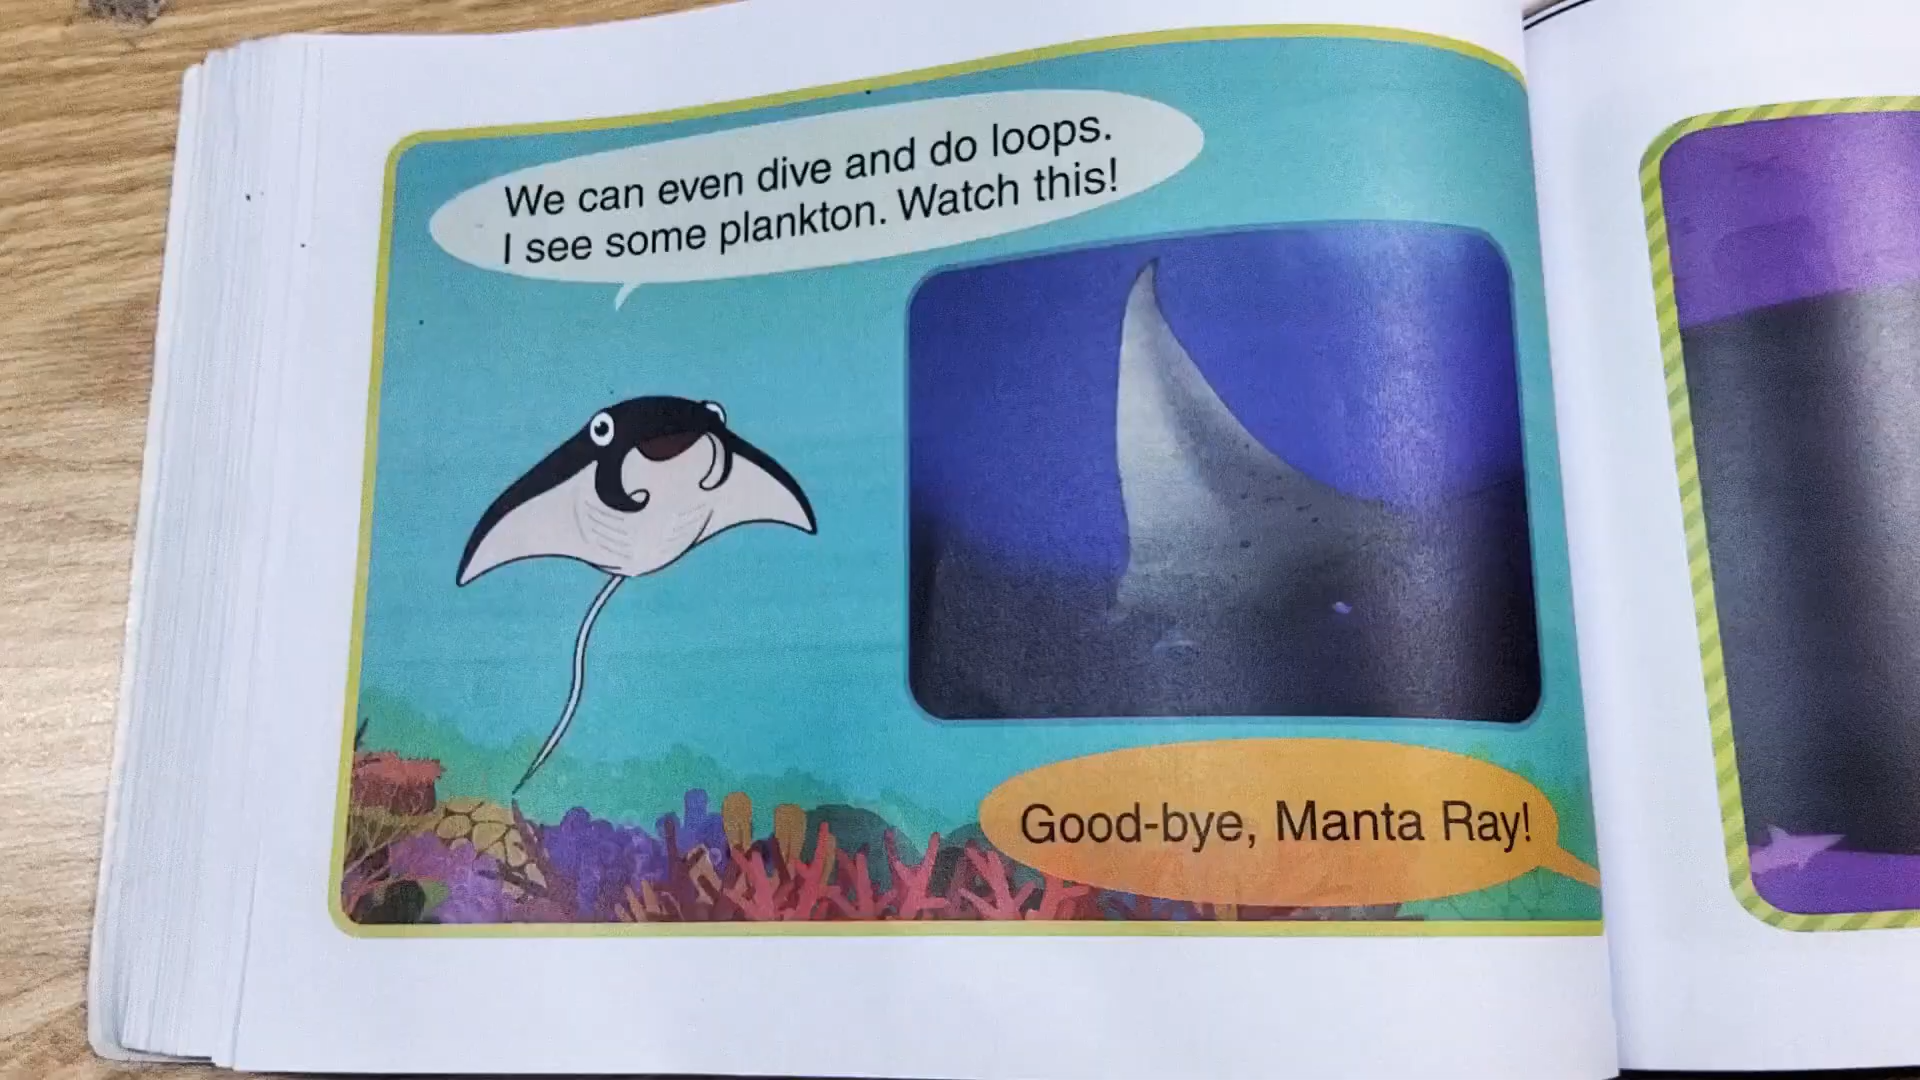 We can even dive and do loops.
I see some plankton. Watch this!
Good-bye, Manta Ray!